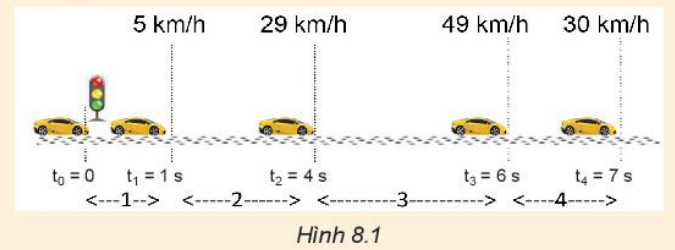 5 km/h 29 km/h 49 km/h 30 km/h
t₀ = 0 t₁ = 1 s t₂ = 4 s t₃ = 6 s t₄ = 7 s
<---1--> <-----2------> <---------3---------> <----4----->
Hình 8.1